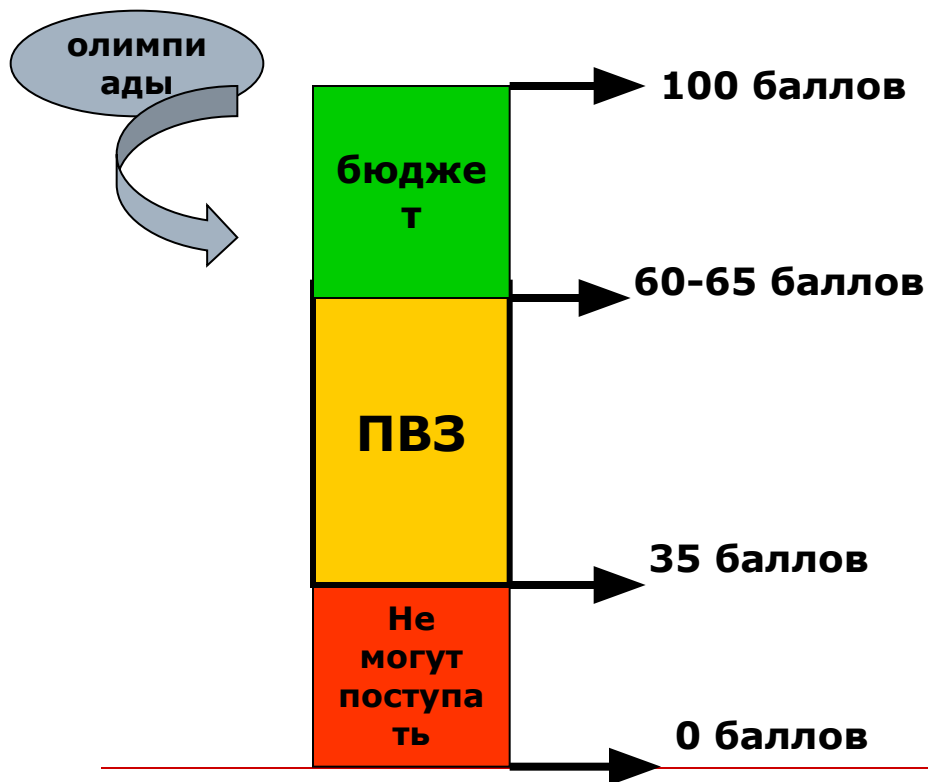 олимпи
ады
100 баллов
бюдже
т
60-65 баллов
ПВЗ
35 баллов
Не
могут
поступа
ть
0 баллов